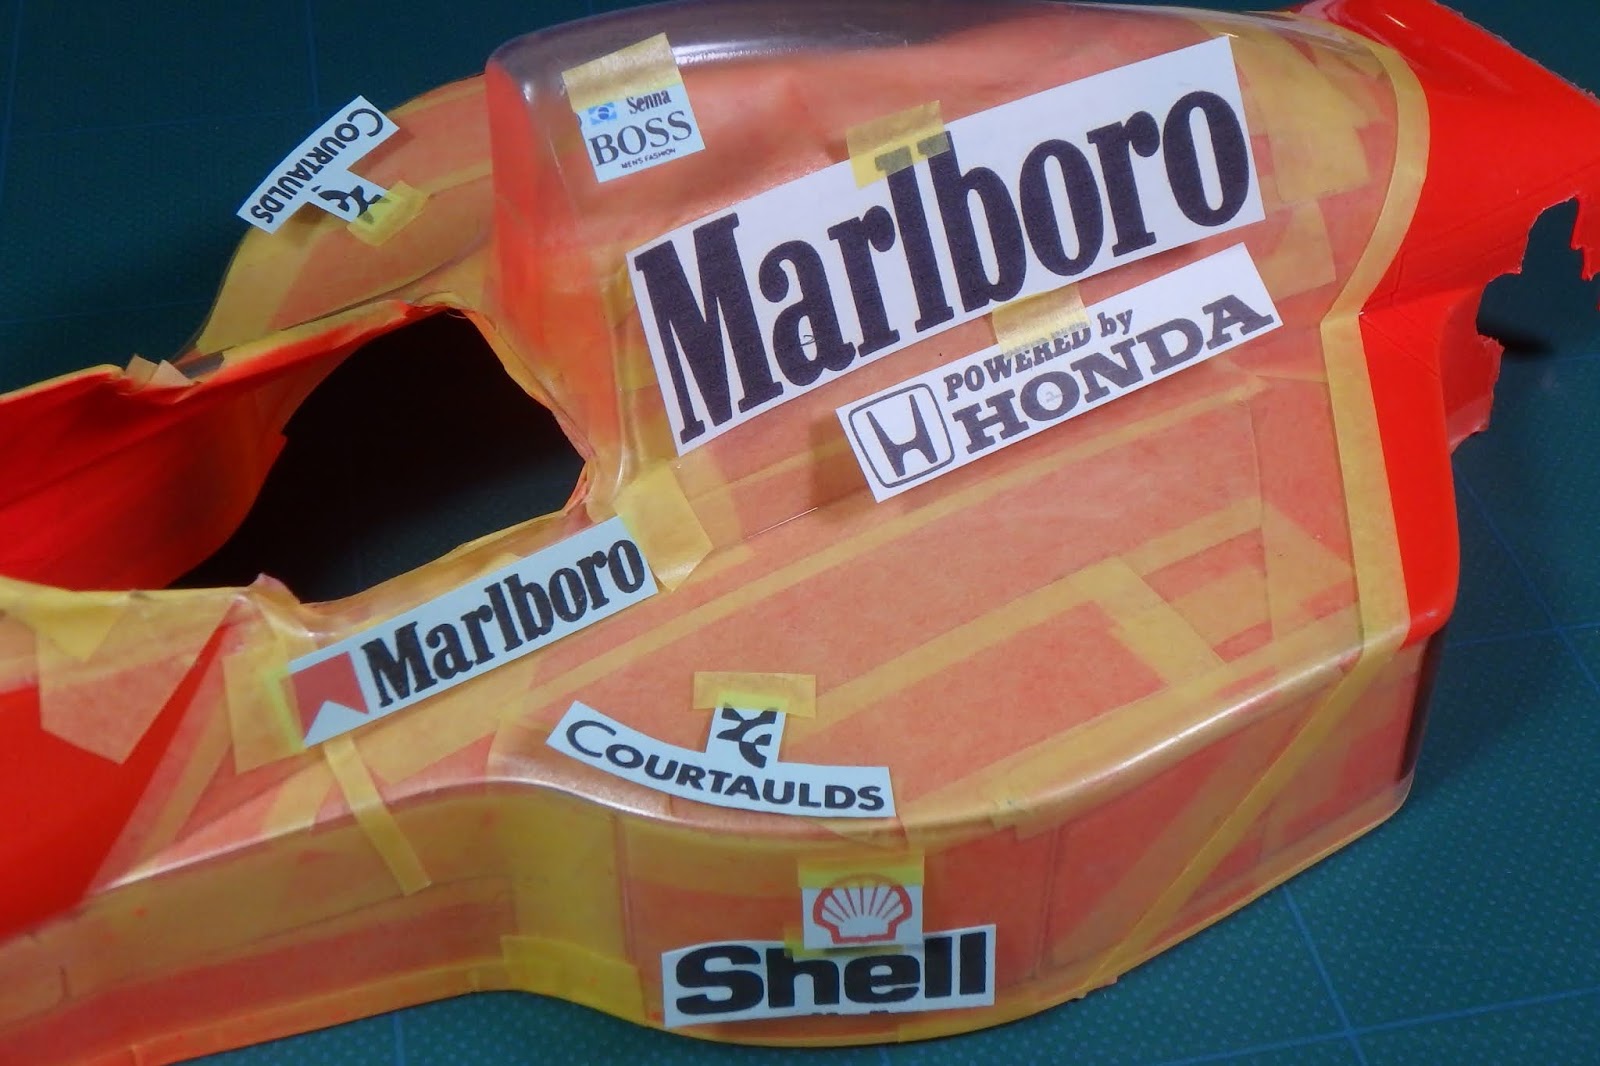 COURTAULDS
Senna
BOSS
MEN'S FASHION
Marlboro
POWERED by
HONDA
Marlboro
COURTAULDS
Shell